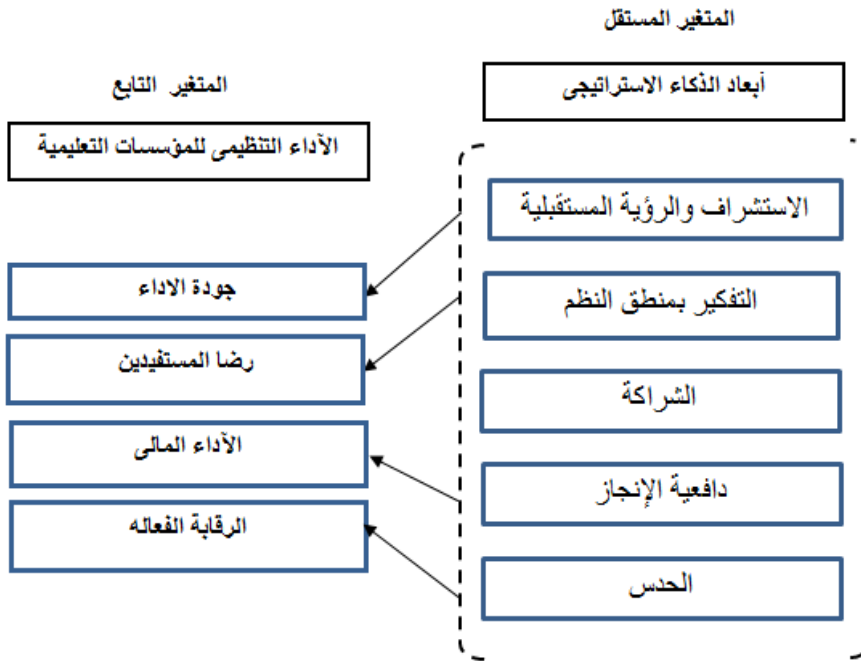 المتغير المستقل
أبعاد الذكاء الاستراتيجى
الاستشراف والرؤية المستقبلية
التفكير بمنطق النظم
الشراكة
دافعية الإنجاز
الحدس
المتغير التابع
الآداء التنظيمى للمؤسسات التعليمية
جودة الاداء
رضا المستفيدين
الآداء المالى
الرقابة الفعاله